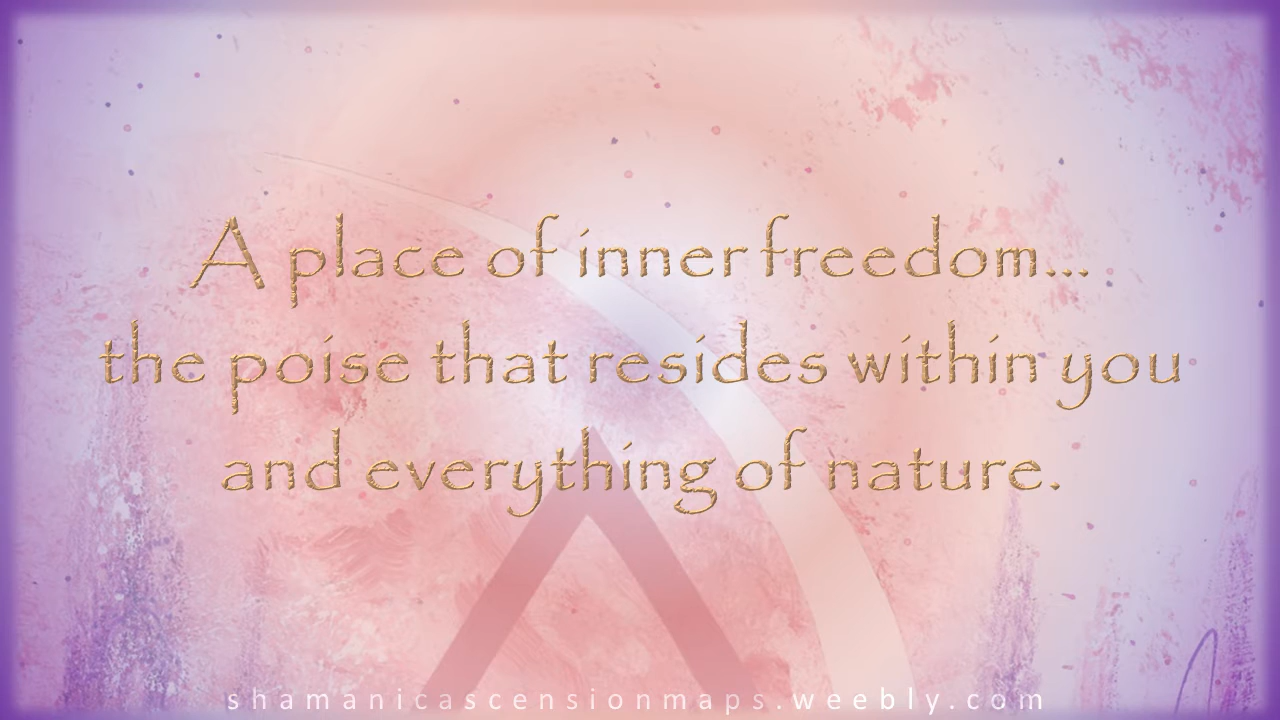 A place of inner freedom...
the poise that resides within you
and everything of nature.
shamanicascensionmaps.weebly.com